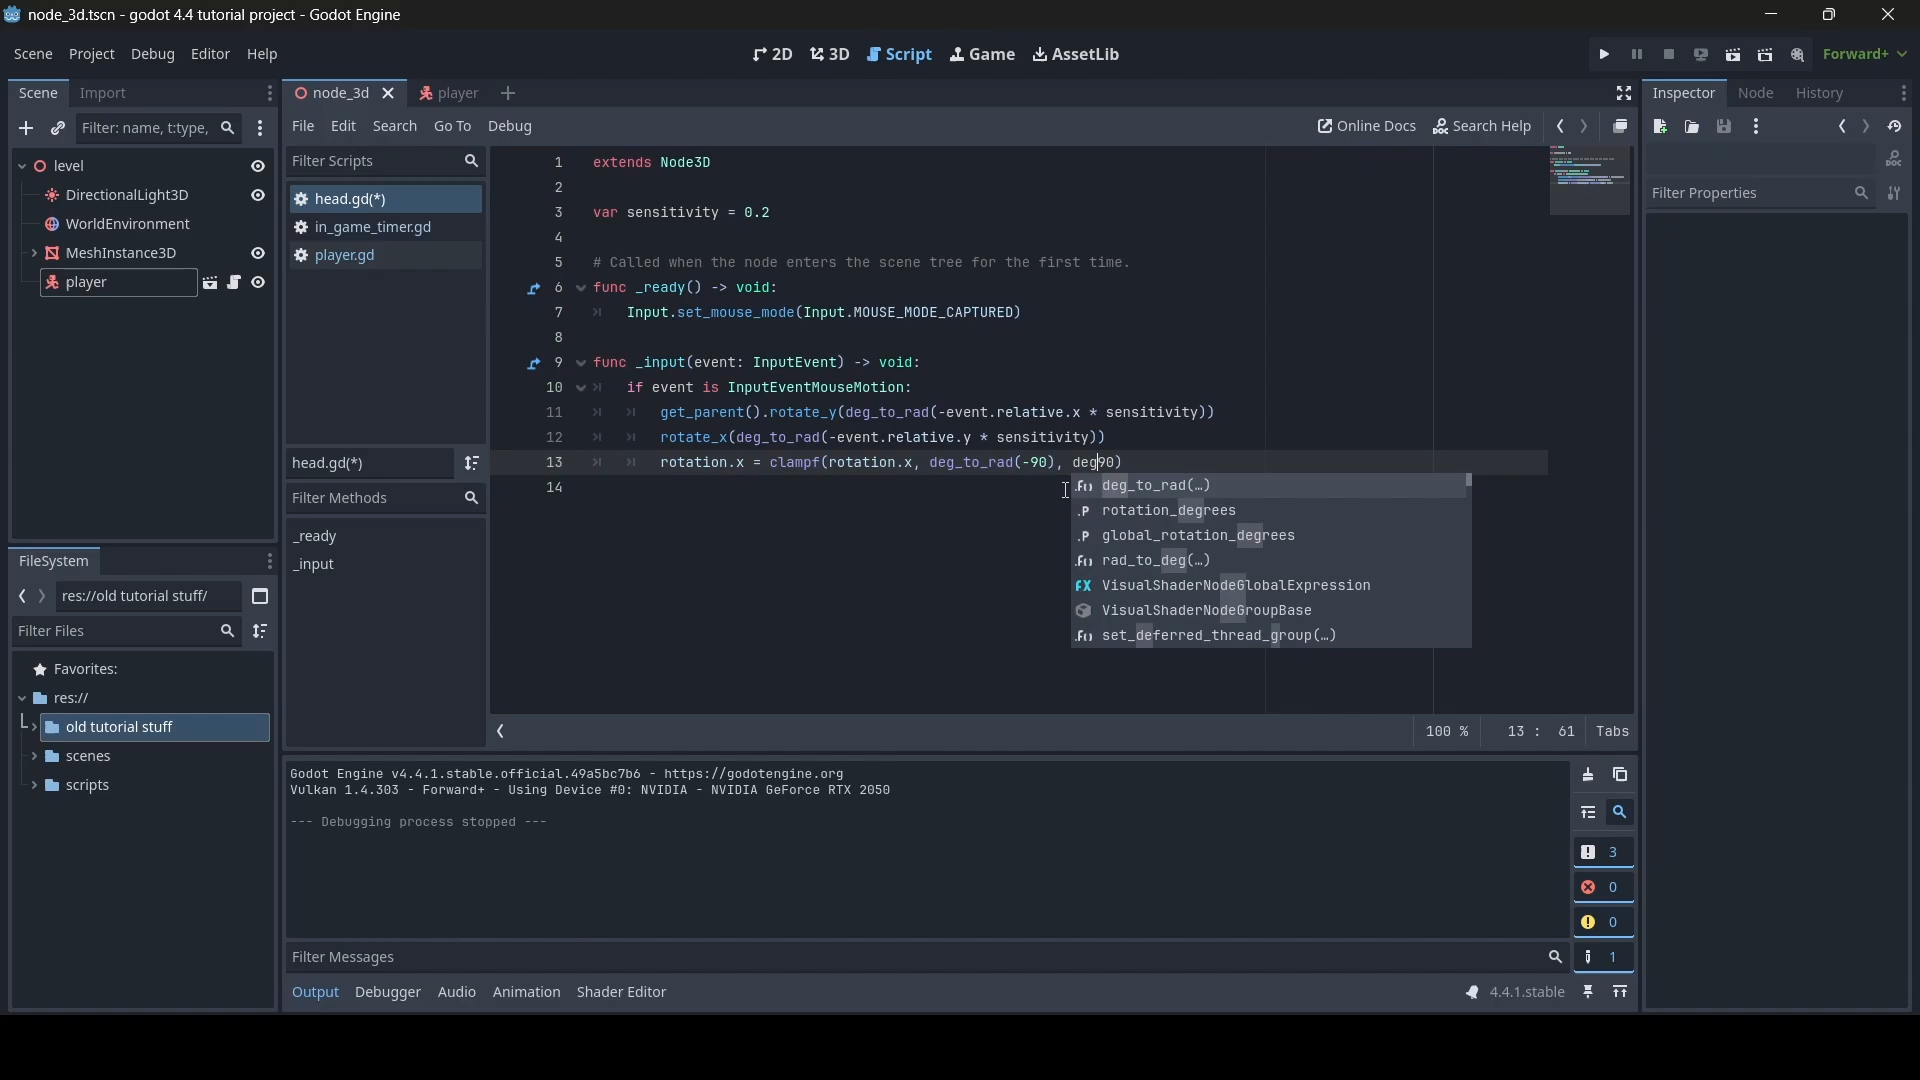 node_3d.tscn - godot 4.4 tutorial project - Godot Engine
Scene Project Debug Editor Help
2D 3D Script Game AssetLib
Forward+
Scene Import
Filter: name, t:type,
level
DirectionalLight3D
WorldEnvironment
MeshInstance3D
player
FileSystem
res://old tutorial stuff/
Filter Files
Favorites:
res://
old tutorial stuff
scenes
scripts
node_3d player
File Edit Search Go To Debug
Online Docs Search Help
Filter Scripts
head.gd(*)
in_game_timer.gd
player.gd
head.gd(*)
Filter Methods
_ready
_input
1 extends Node3D
2
3 var sensitivity = 0.2
4
5 # Called when the node enters the scene tree for the first time.
6 func _ready() -> void:
7 Input.set_mouse_mode(Input.MOUSE_MODE_CAPTURED)
8
9 func _input(event: InputEvent) -> void:
10 if event is InputEventMouseMotion:
11 get_parent().rotate_y(deg_to_rad(-event.relative.x * sensitivity))
12 rotate_x(deg_to_rad(-event.relative.y * sensitivity))
13 rotation.x = clampf(rotation.x, deg_to_rad(-90), deg90)
14
.F() deg_to_rad(…)
.P rotation_degrees
.P global_rotation_degrees
.F() rad_to_deg(…)
FX VisualShaderNodeGlobalExpression
VisualShaderNodeGroupBase
.F() set_deferred_thread_group(…)
100 % 13 : 61 Tabs
Godot Engine v4.4.1.stable.official.49a5bc7b6 - https://godotengine.org
Vulkan 1.4.303 - Forward+ - Using Device #0: NVIDIA - NVIDIA GeForce RTX 2050
--- Debugging process stopped ---
3
0
0
1
Filter Messages
Output Debugger Audio Animation Shader Editor
4.4.1.stable
Inspector Node History
Filter Properties